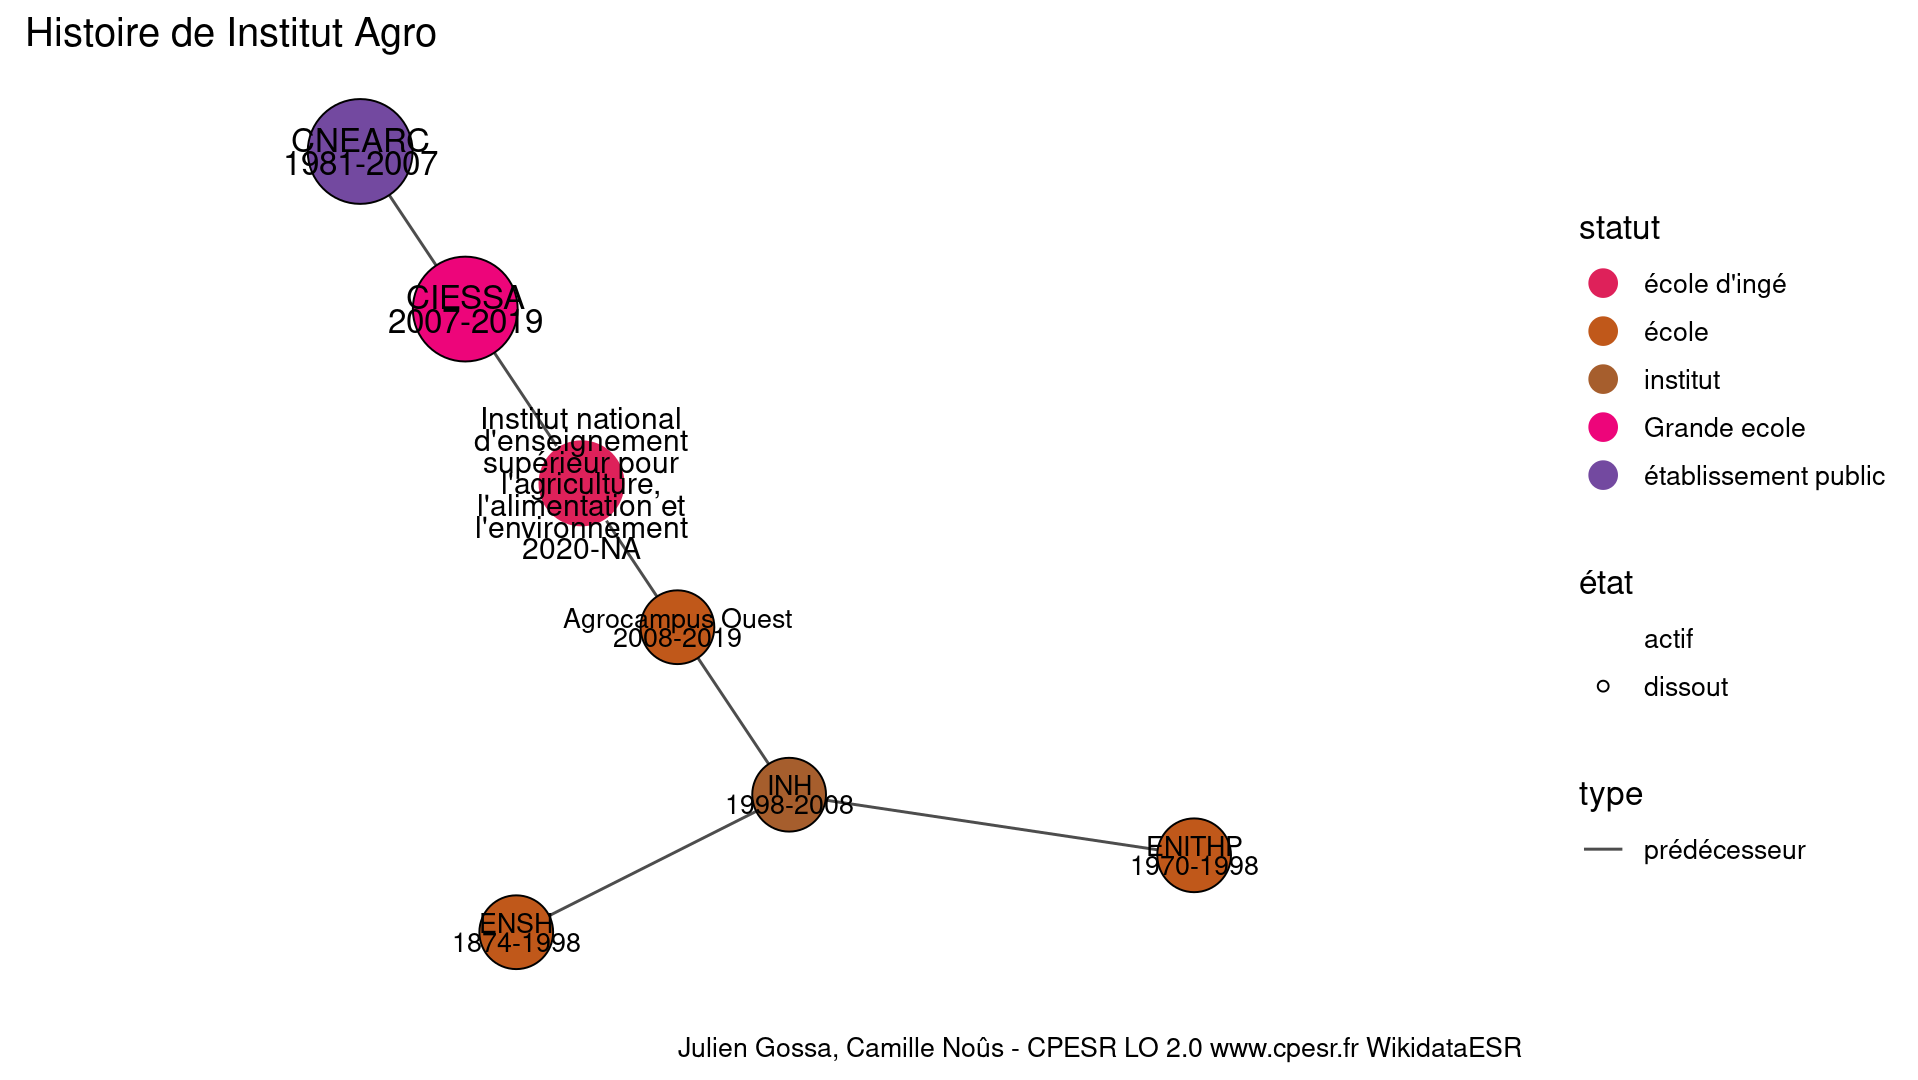 Histoire de Institut Agro
CNEARC
1981-2007
CIESSA
2007-2019
Institut national
d'enseignement
supérieur pour
l'agriculture,
l'alimentation et
l'environnement
2020-NA
Agrocampus Ouest
2008-2019
INH
1998-2008
ENITHP
1970-1998
ENSH
1874-1998
statut
école d'ingé
école
institut
Grande ecole
établissement public
état
actif
dissout
type
prédécesseur
Julien Gossa, Camille Noûs - CPESR LO 2.0 www.cpesr.fr WikidataESR